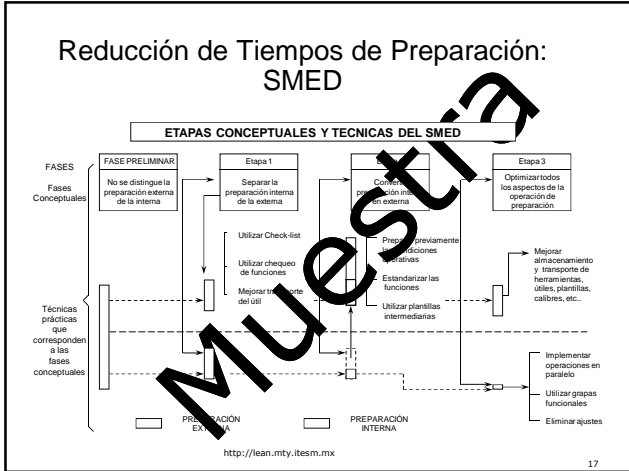 Reducción de Tiempos de Preparación:
SMED
ETAPAS CONCEPTUALES Y TECNICAS DEL SMED
FASES
Fases
Conceptuales
FASE PRELIMINAR
No se distingue la
preparación externa
de la interna
Etapa 1
Separar la
preparación interna
de la externa
preparación
en externa
Etapa 3
Optimizar todos
los aspectos de la
operación de
preparación
Técnicas
prácticas
que
corresponden
a las
fases
conceptuales
Utilizar Check-list
Utilizar chequeo
de funciones
Mejorar transporte
del útil
Preparar previamente
las condiciones
operativas
Estandarizar las
funciones
Utilizar plantillas
intermediarias
Mejorar
almacenamiento
y transporte de
herramientas,
útiles, plantillas,
calibres, etc..
Implementar
operaciones en
paralelo
Utilizar grapas
funcionales
Eliminar ajustes
PREPARACIÓN
EXTERNA
PREPARACIÓN
INTERNA
Muestra
http://lean.mty.itesm.mx
17